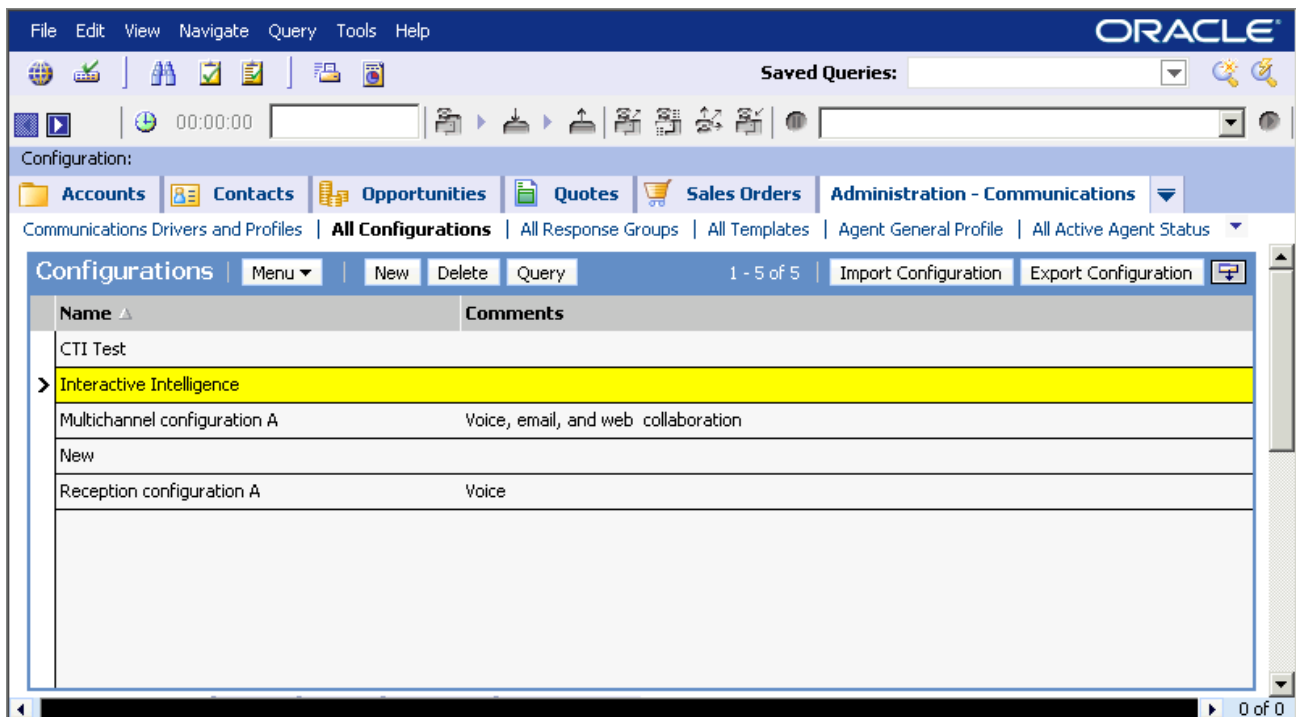 File Edit View Navigate Query Tools Help ORACLE
Saved Queries:
00:00:00
Configuration:
Accounts Contacts Opportunities Quotes Sales Orders Administration - Communications
Communications Drivers and Profiles | All Configurations | All Response Groups | All Templates | Agent General Profile | All Active Agent Status
Configurations | Menu | New Delete Query 1 - 5 of 5 | Import Configuration Export Configuration
Name Comments
CTI Test
Interactive Intelligence
Multichannel configuration A Voice, email, and web collaboration
New
Reception configuration A Voice
0 of 0